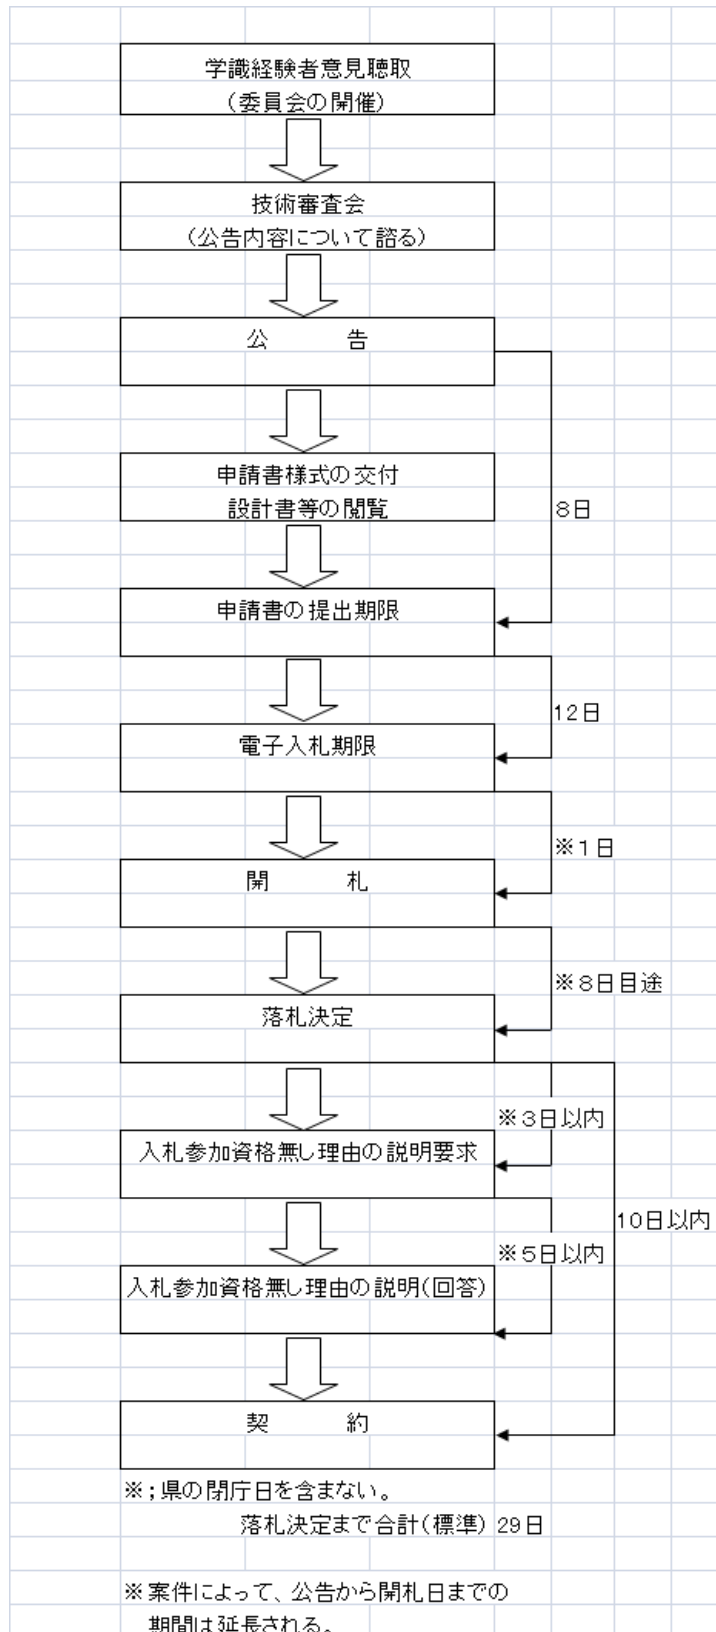 学識経験者意見聴取
（委員会の開催）
技術審査会
（公告内容について諮る）
公　　　告
申請書様式の交付
設計書等の閲覧
8日
申請書の提出期限
12日
電子入札期限
※1日
開　　　札
※8日目途
落札決定
※3日以内
入札参加資格無し理由の説明要求
10日以内
※5日以内
入札参加資格無し理由の説明（回答）
契　　　約
※；県の閉庁日を含まない。
落札決定まで合計（標準） 29日
※案件によって、公告から開札日までの
期間は延長される。